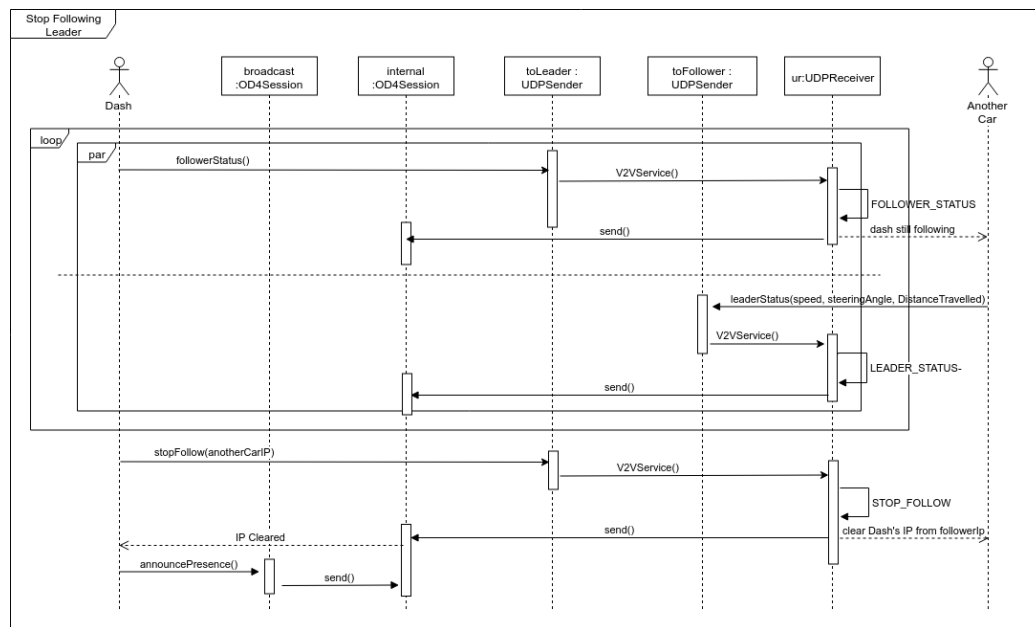 Stop Following
Leader
Dash
broadcast
:OD4Session
internal
:OD4Session
toLeader :
UDPSender
toFollower :
UDPSender
ur:UDPReceiver
Another
Car
loop
par
followerStatus()
V2VService()
FOLLOWER_STATUS
send()
dash still following
leaderStatus(speed, steeringAngle, DistanceTravelled)
V2VService()
LEADER_STATUS-
send()
stopFollow(anotherCarIP)
V2VService()
STOP_FOLLOW
send()
clear Dash's IP from followerIp
IP Cleared
announcePresence()
send()